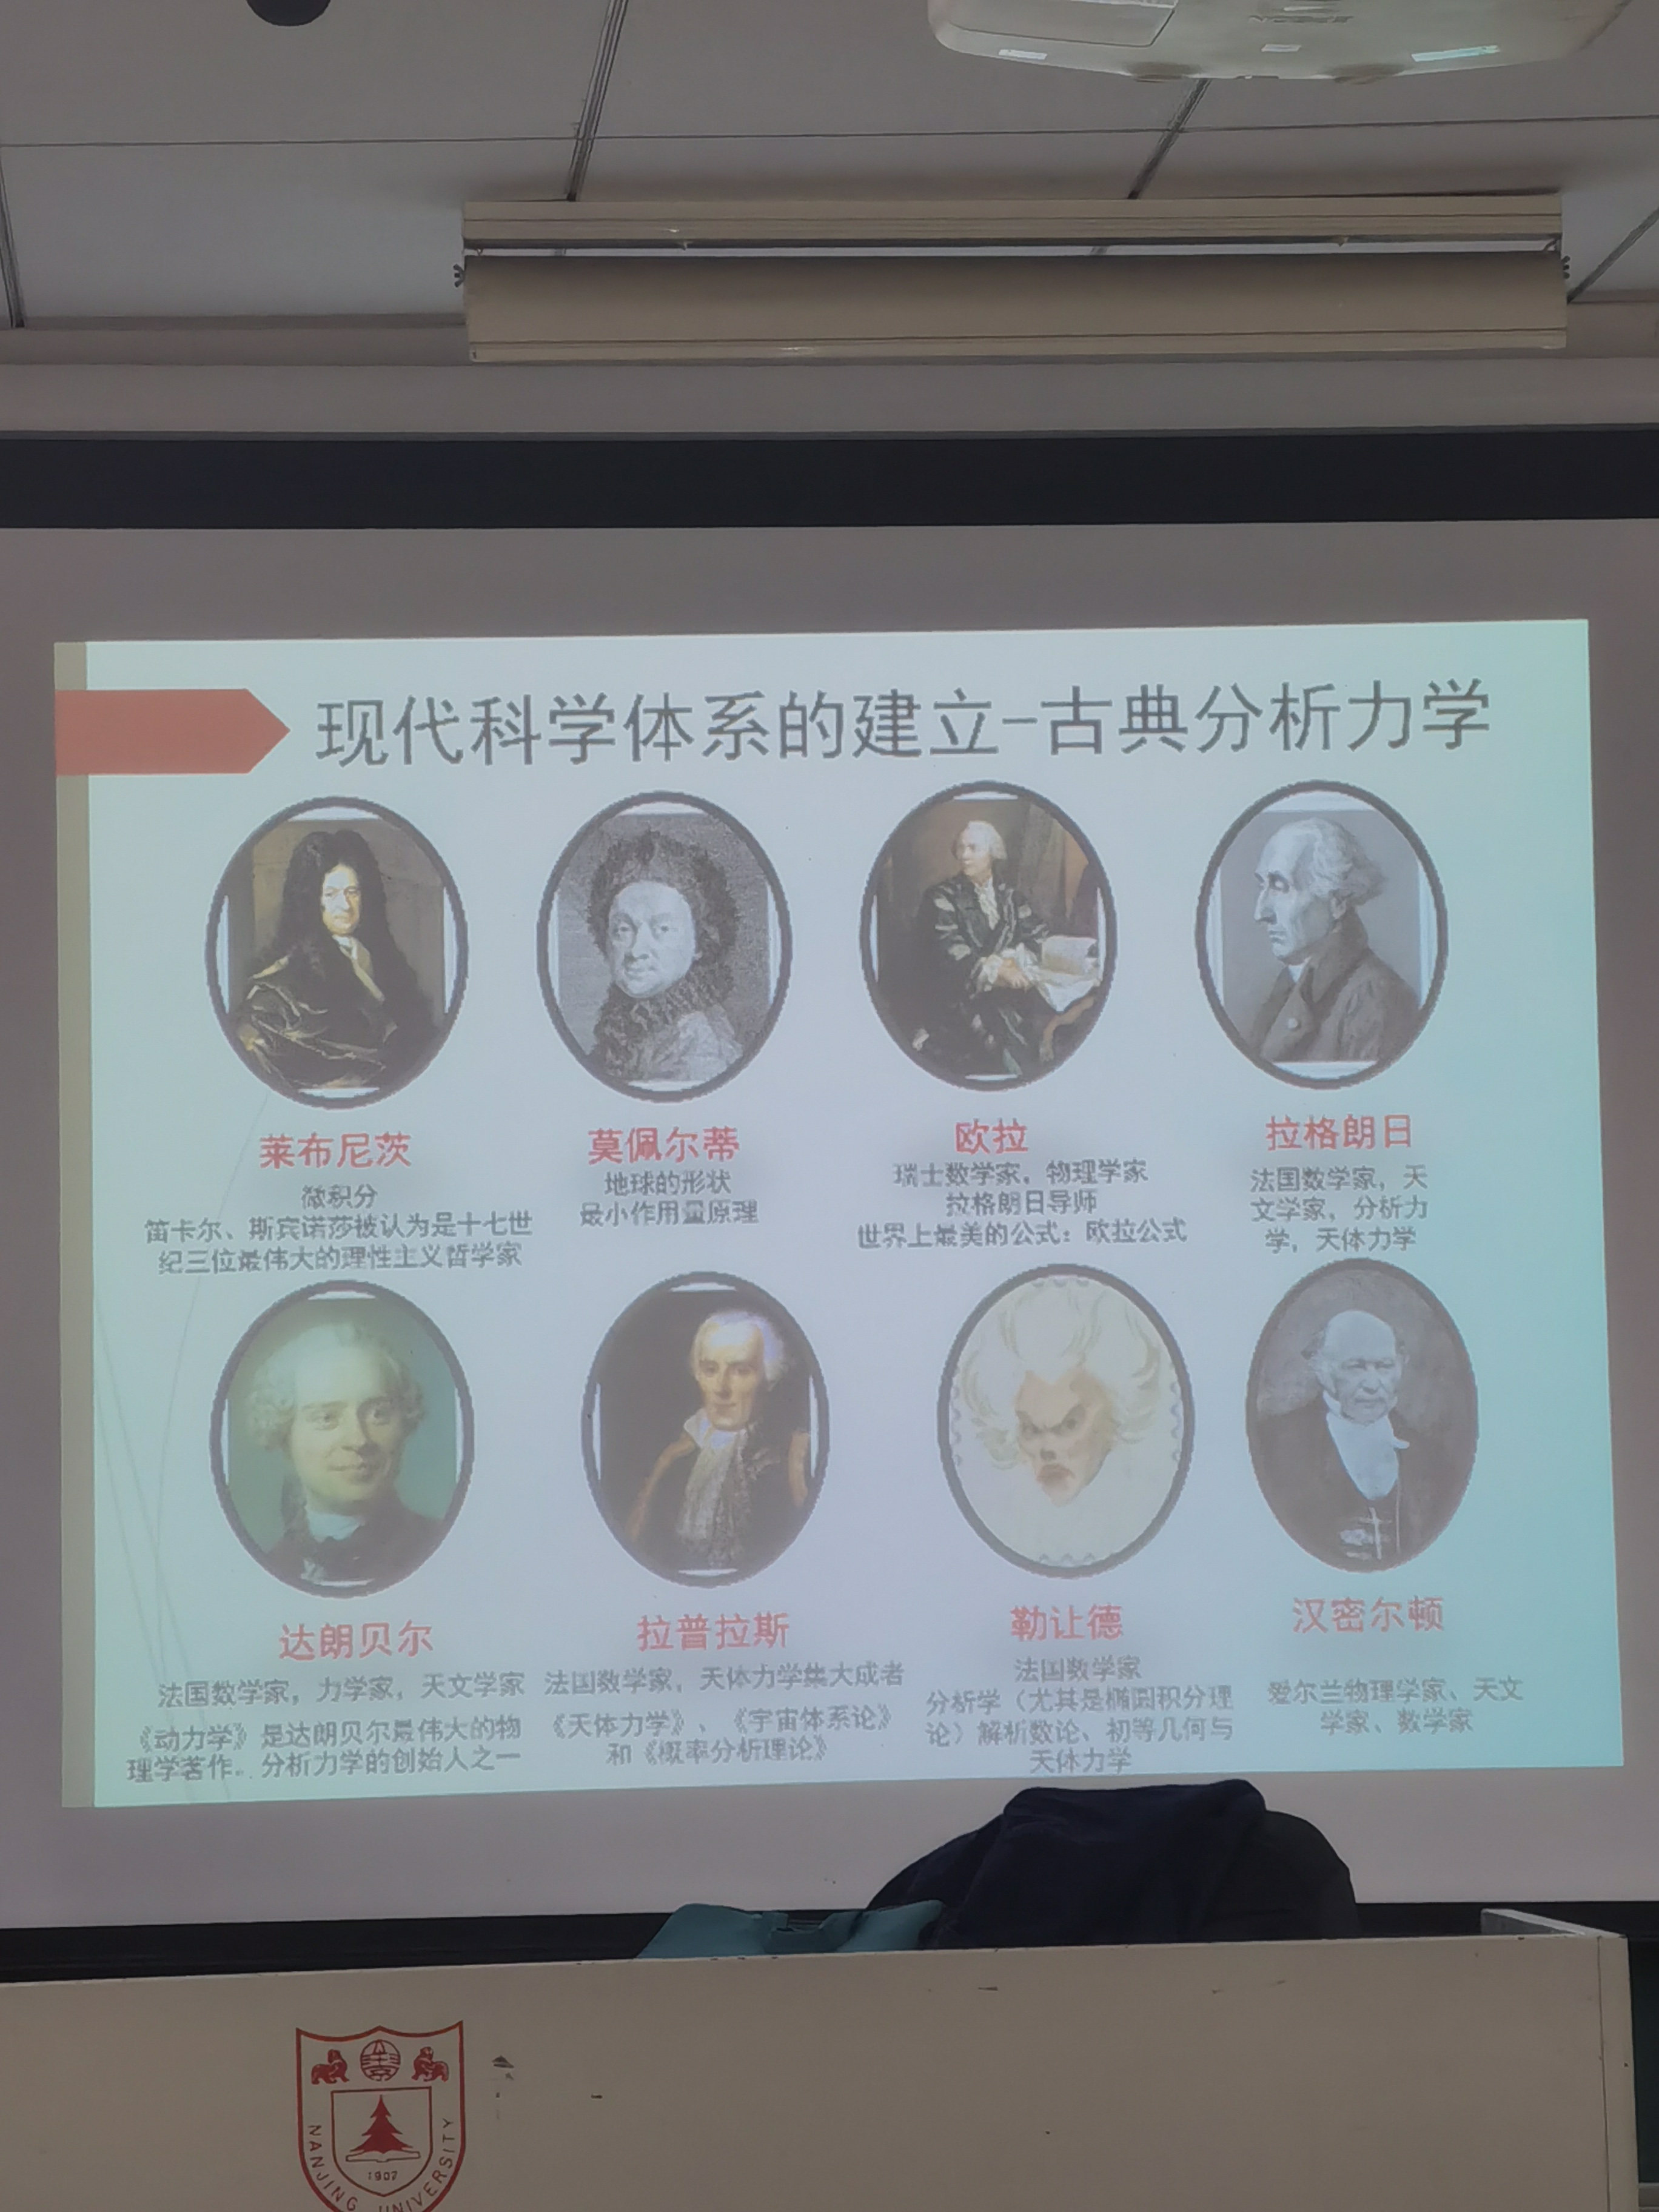 现代科学体系的建立-古典分析力学
莱布尼茨
微积分
笛卡尔、斯宾诺莎被认为是十七世
纪三位最伟大的理性主义哲学家
莫佩尔蒂
地球的形状
最小作用量原理
欧拉
瑞士数学家，物理学家
拉格朗日导师
世界上最美的公式：欧拉公式
拉格朗日
法国数学家，天
文学家，分析力
学，天体力学
达朗贝尔
法国数学家，力学家，天文学家
《动力学》是达朗贝尔最伟大的物
理学著作。分析力学的创始人之一
拉普拉斯
法国数学家，天体力学集大成者
《天体力学》、《宇宙体系论》
和《概率分析理论》
勒让德
法国数学家
分析学（尤其是椭圆积分理
论）解析数论、初等几何与
天体力学
汉密尔顿
爱尔兰物理学家、天文
学家、数学家
1902
NANJING UNIVERSITY